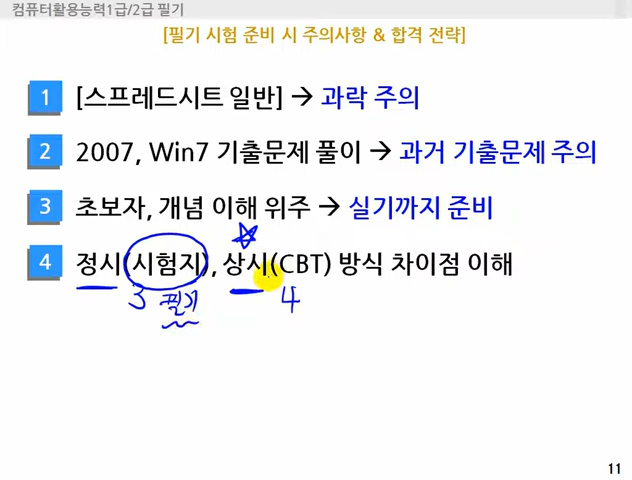 컴퓨터활용능력1급/2급 필기
[필기 시험 준비 시 주의사항 & 합격 전략]
1 [스프레드시트 일반] → 과락 주의
2 2007, Win7 기출문제 풀이 → 과거 기출문제 주의
3 초보자, 개념 이해 위주 → 실기까지 준비
4 정시(시험지), 상시(CBT) 방식 차이점 이해
3 필기 4
11